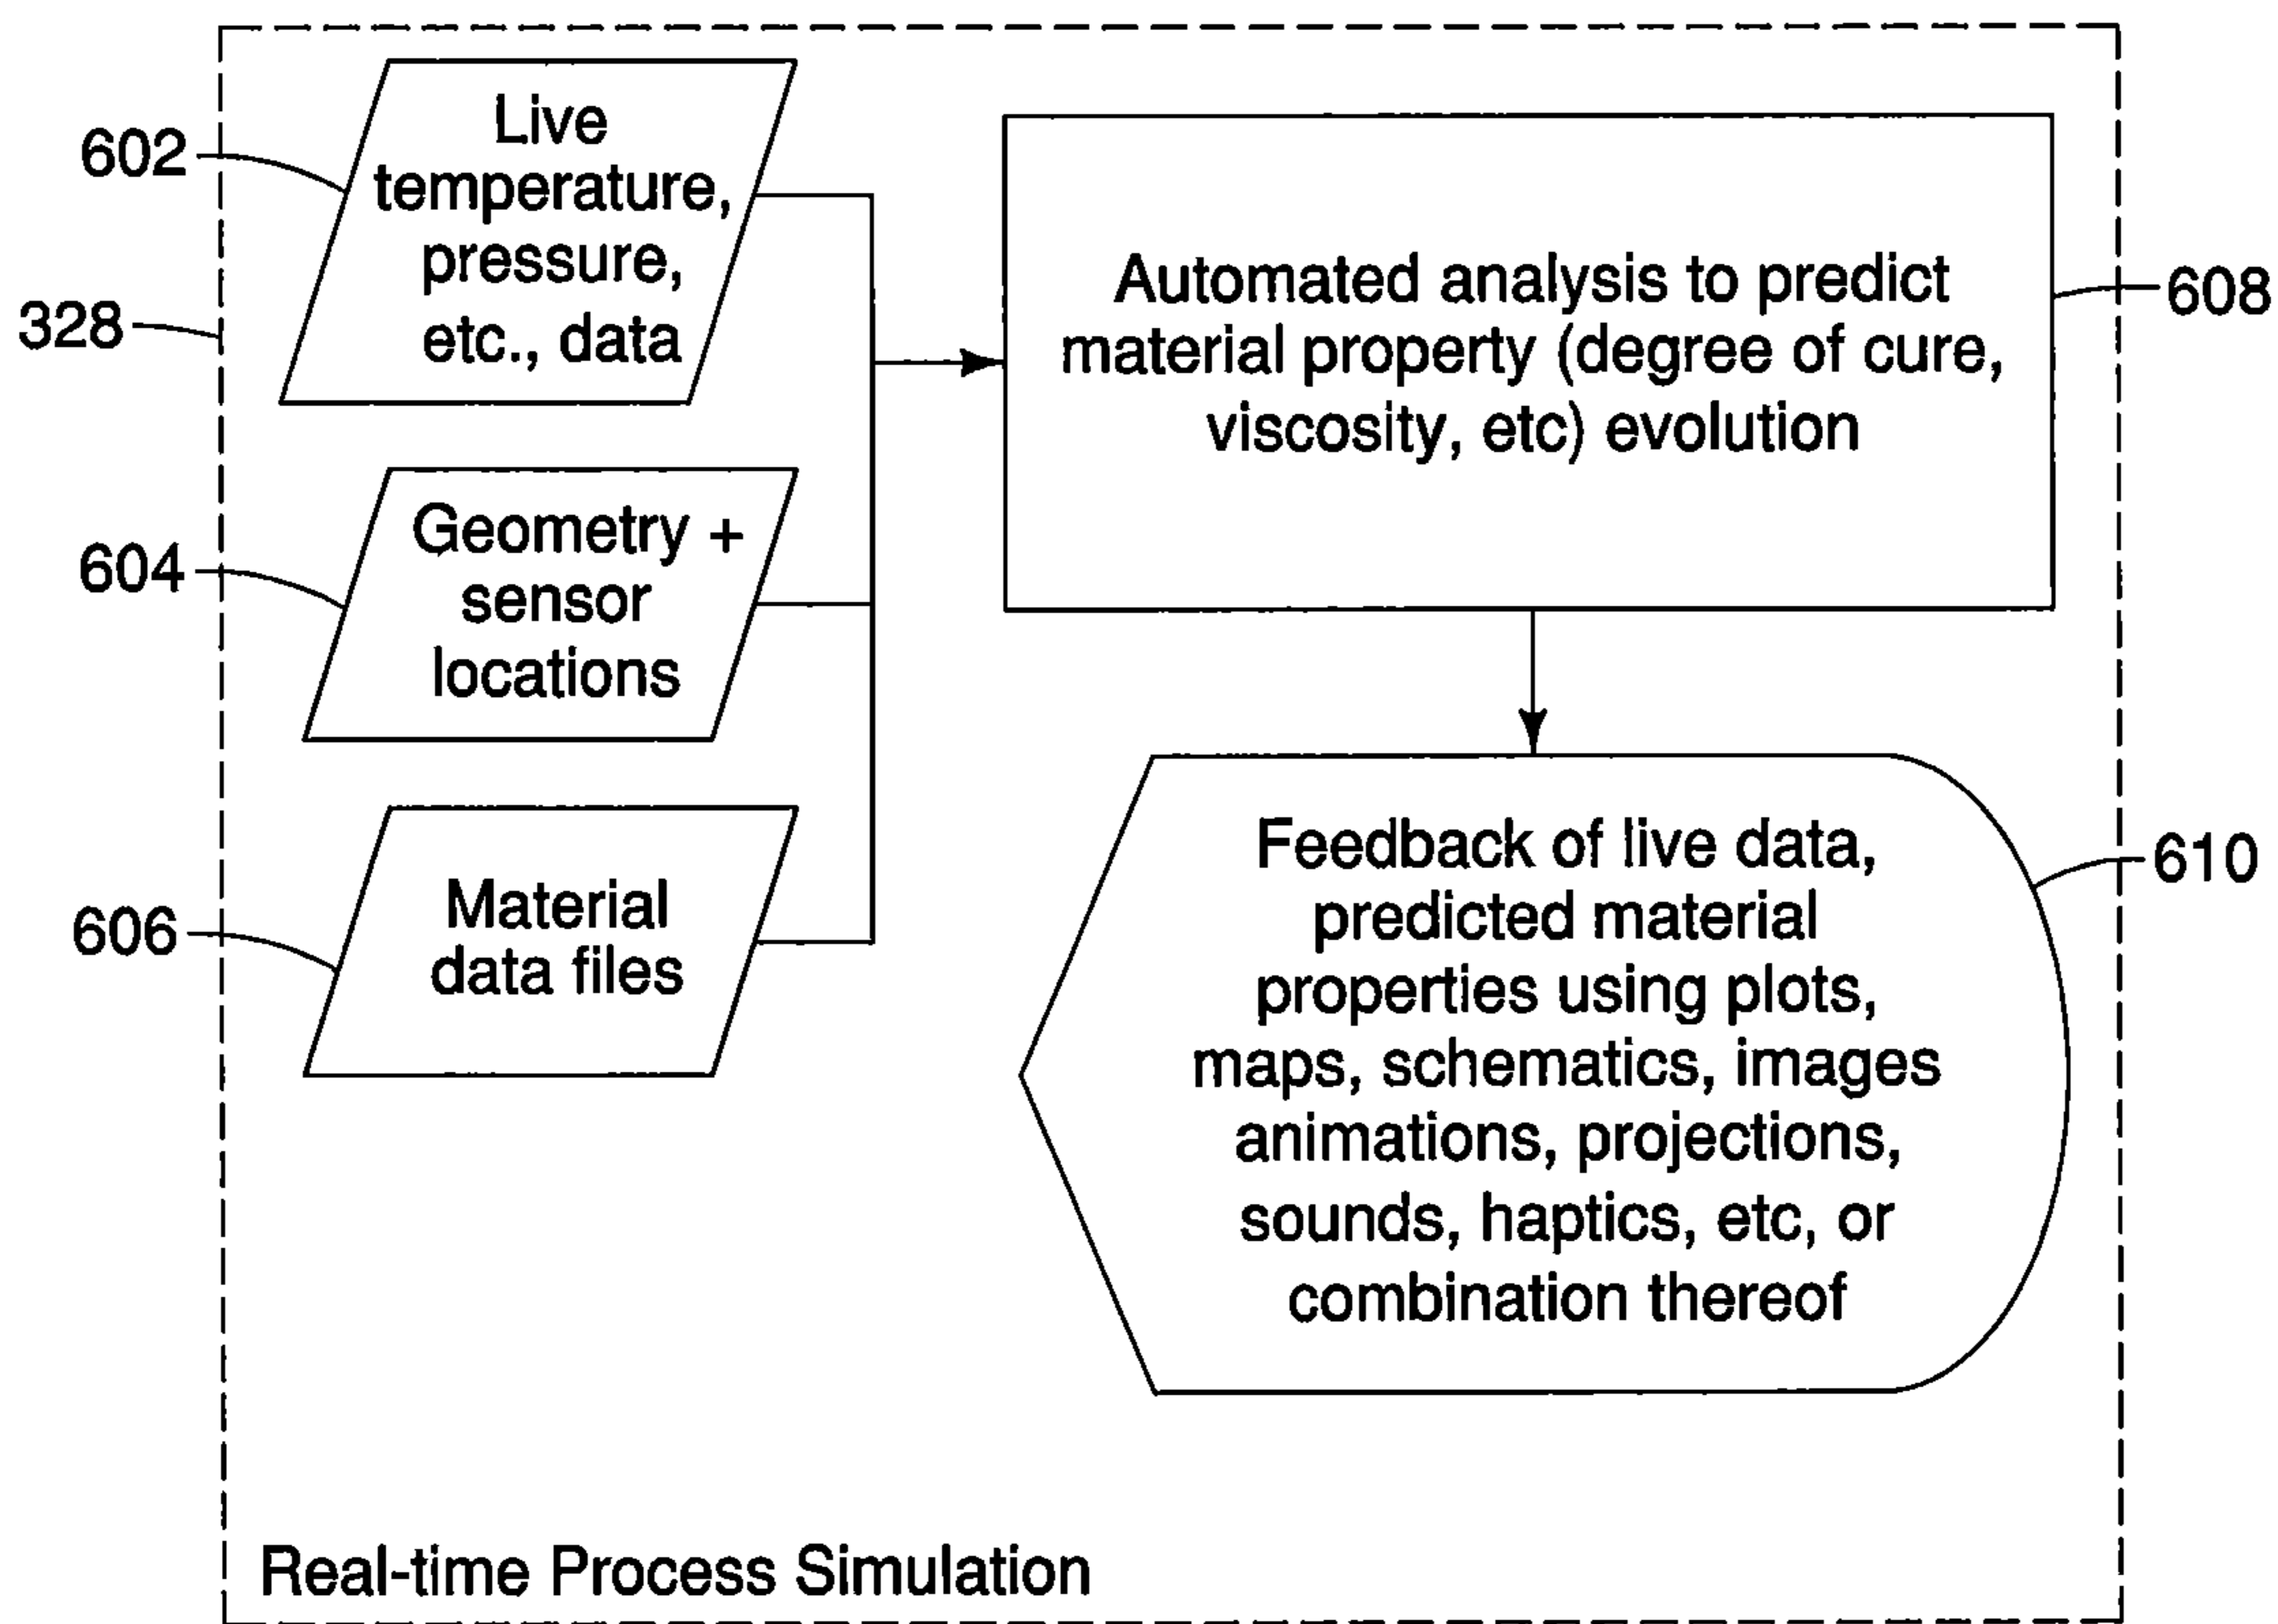 602
Live
temperature,
pressure,
etc., data
328
604
Geometry +
sensor
locations
606
Material
data files
Automated analysis to predict
material property (degree of cure,
viscosity, etc) evolution
608
Feedback of live data,
predicted material
properties using plots,
maps, schematics, images
animations, projections,
sounds, haptics, etc, or
combination thereof
610
Real-time Process Simulation